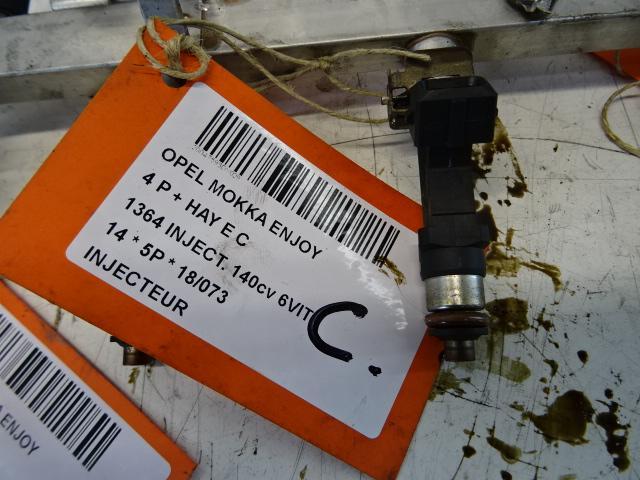 OPEL MOKKA ENJOY
4 P + HAY E C
1364 INJECT. 140cv 6VIT
14 * 5P * 18/073
INJECTEUR
C.
ENJOY